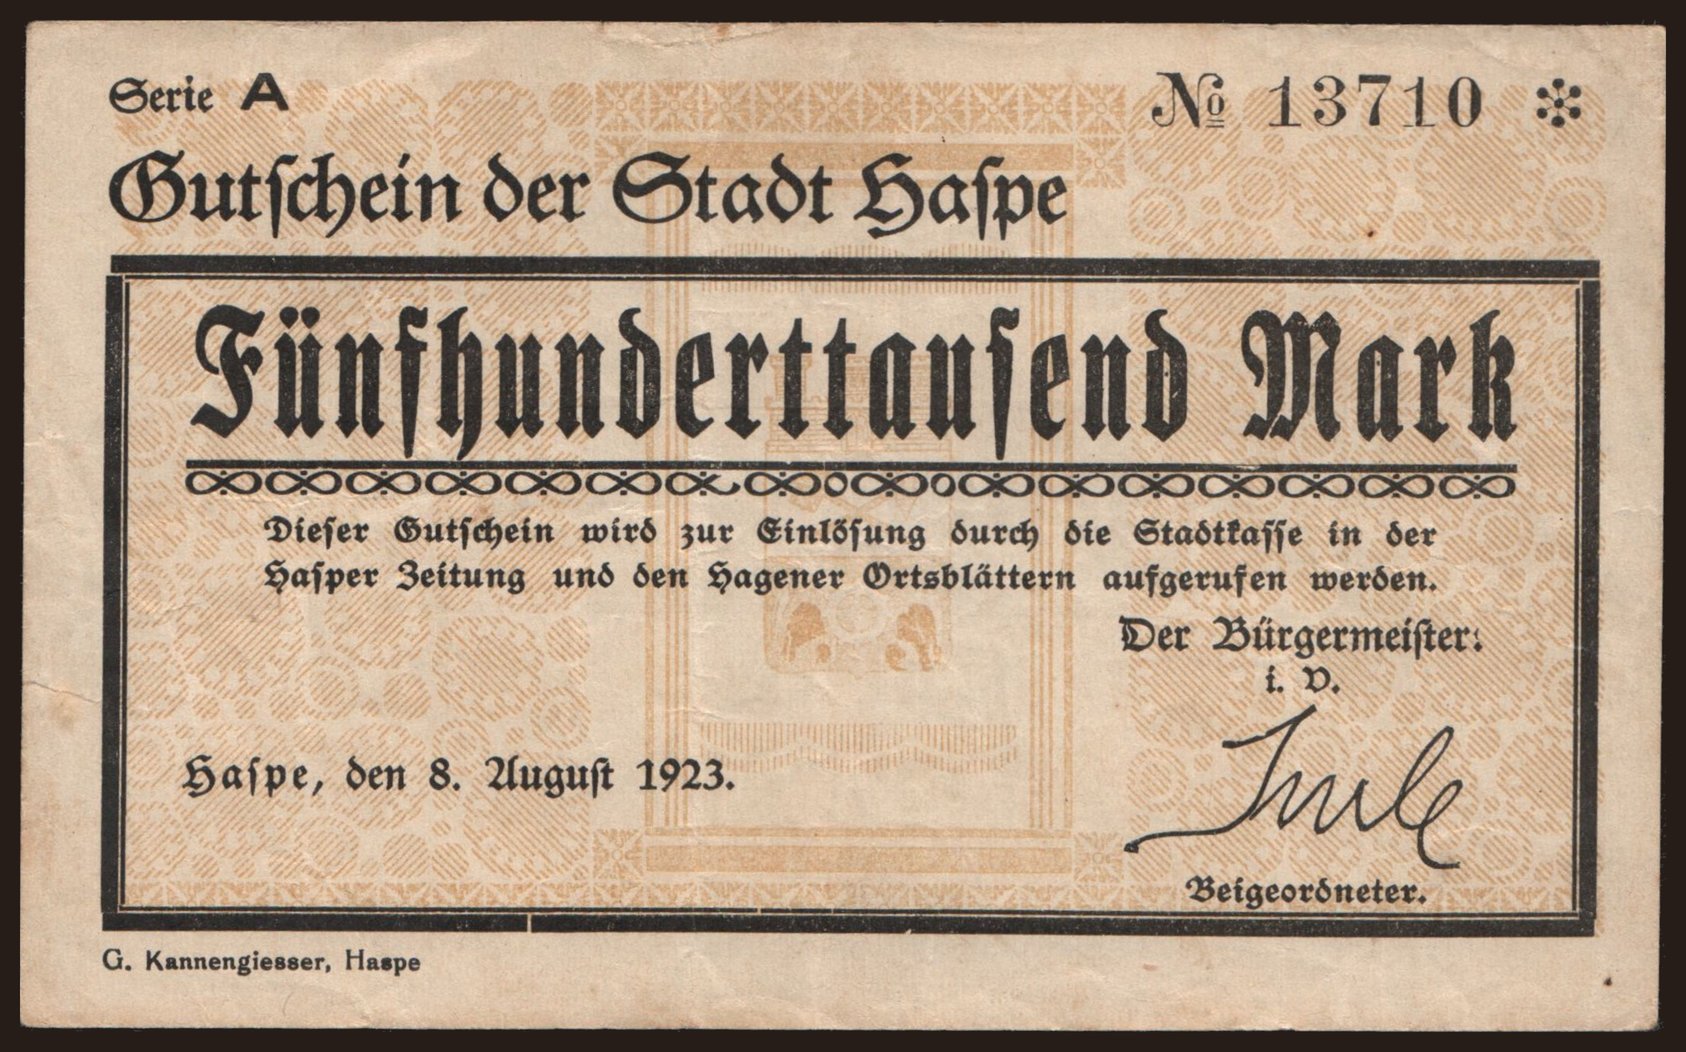 Serie A
№ 13710 *
Gutschein der Stadt Haspe
Fünfhunderttausend Mark
Dieser Gutschein wird zur Einlösung durch die Stadtkasse in der
Hasper Zeitung und den Hagener Ortsblättern aufgerufen werden.
Der Bürgermeister:
i. V.
Haspe, den 8. August 1923.
Beigeordneter.
G. Kannengiesser, Haspe